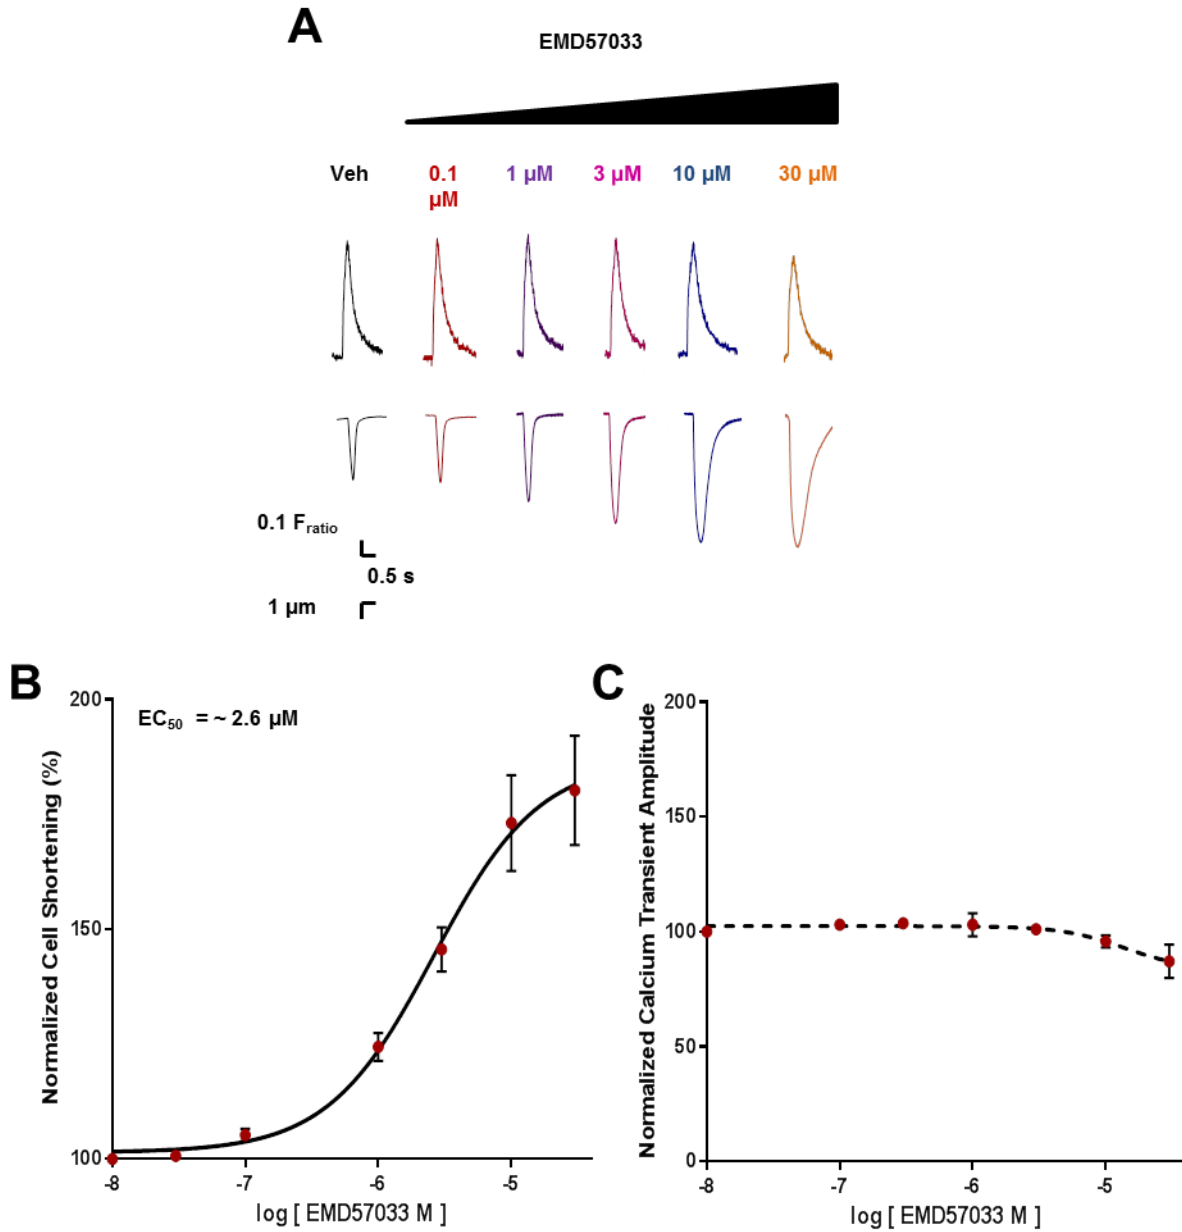 A
EMD57033
Veh 0.1 1 µM 3 µM 10 µM 30 µM
µM
0.1 Fratio
0.5 s
1 µm
B
EC50 = ~ 2.6 µM
Normalized Cell Shortening (%)
200
150
100
-8 -7 -6 -5
log [ EMD57033 M ]
C
Normalized Calcium Transient Amplitude
200
150
100
50
0
-8 -7 -6 -5
log [ EMD57033 M ]